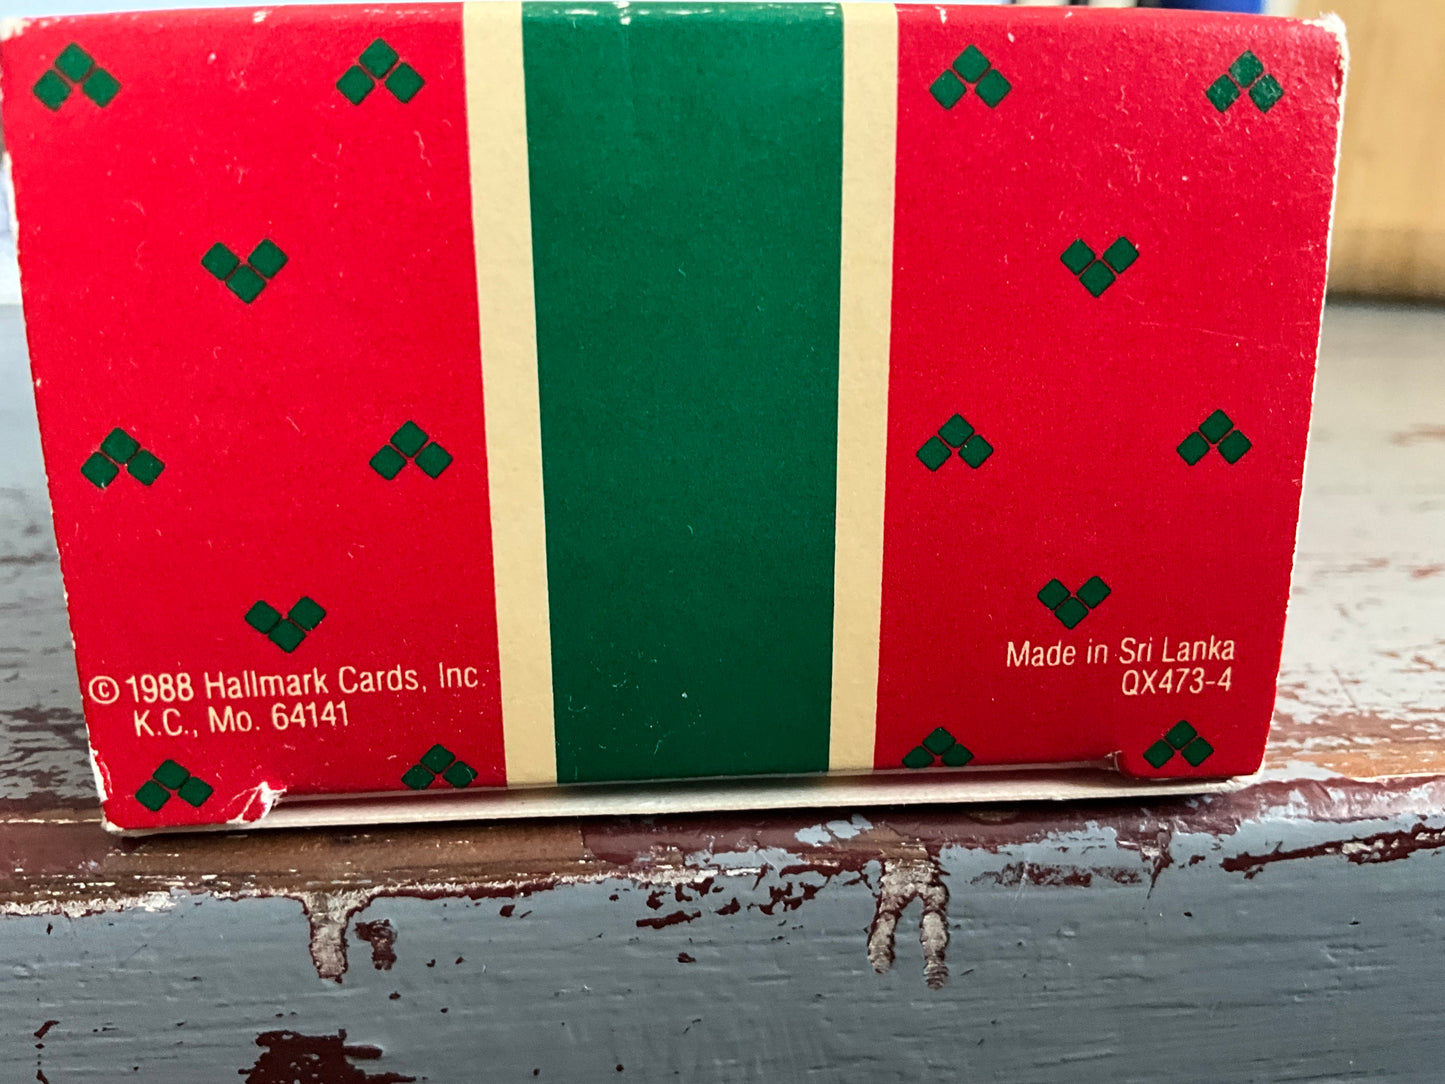 © 1988 Hallmark Cards, Inc.
K.C., Mo. 64141
Made in Sri Lanka
QX473-4